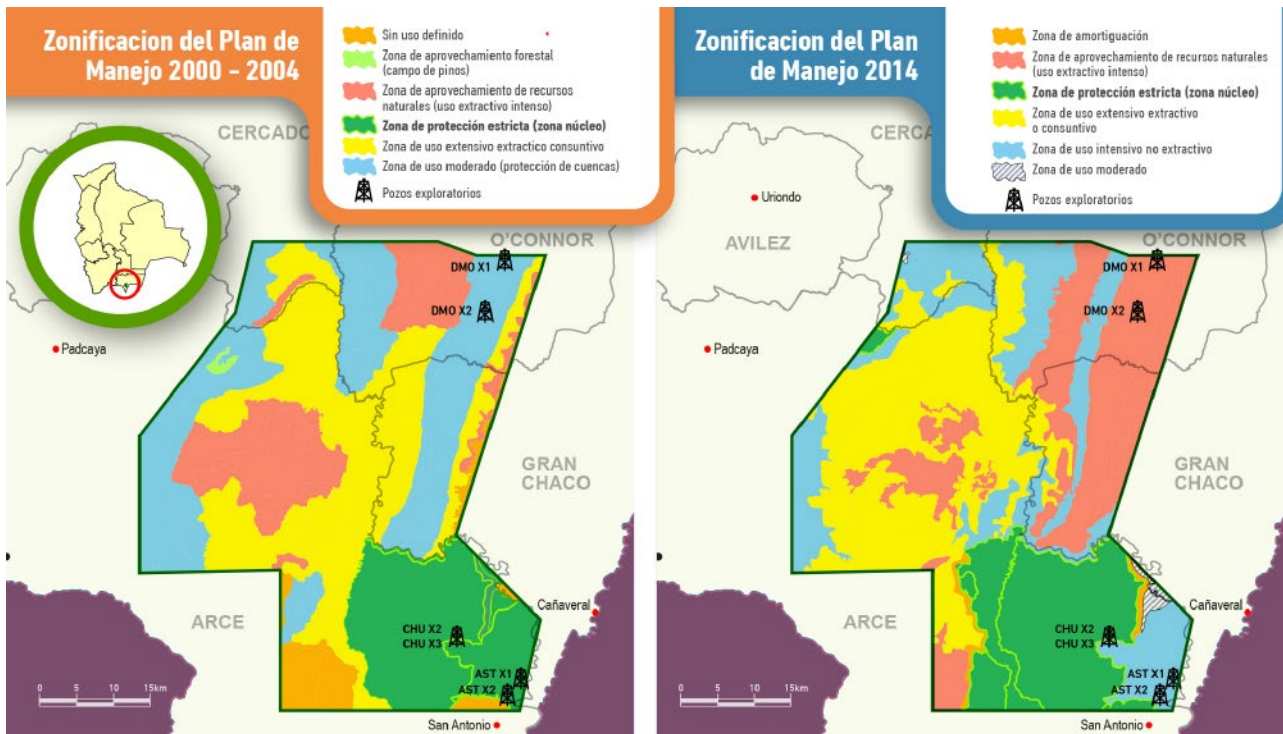 Zonificacion del Plan de
Manejo 2000 - 2004
Sin uso definido
Zona de aprovechamiento forestal
(campo de pinos)
Zona de aprovechamiento de recursos
naturales (uso extractivo intenso)
Zona de protección estricta (zona núcleo)
Zona de uso extensivo extractico consuntivo
Zona de uso moderado (protección de cuencas)
Pozos exploratorios
CERCADO
O'CONNOR
DMO X1
DMO X2
Padcaya
GRAN
CHACO
ARCE
Cañaveral
CHU X2
CHU X3
AST X1
AST X2
0 5 10 15km
San Antonio
Zonificacion del Plan
de Manejo 2014
Zona de amortiguación
Zona de aprovechamiento de recursos naturales
(uso extractivo intenso)
Zona de protección estricta (zona núcleo)
Zona de uso extensivo extractivo
o consuntivo
Zona de uso intensivo no extractivo
Zona de uso moderado
Pozos exploratorios
CERCA
Uriondo
AVILEZ
O'CONNOR
DMO X1
DMO X2
Padcaya
GRAN
CHACO
ARCE
Cañaveral
CHU X2
CHU X3
AST X1
AST X2
0 5 10 15km
San Antonio